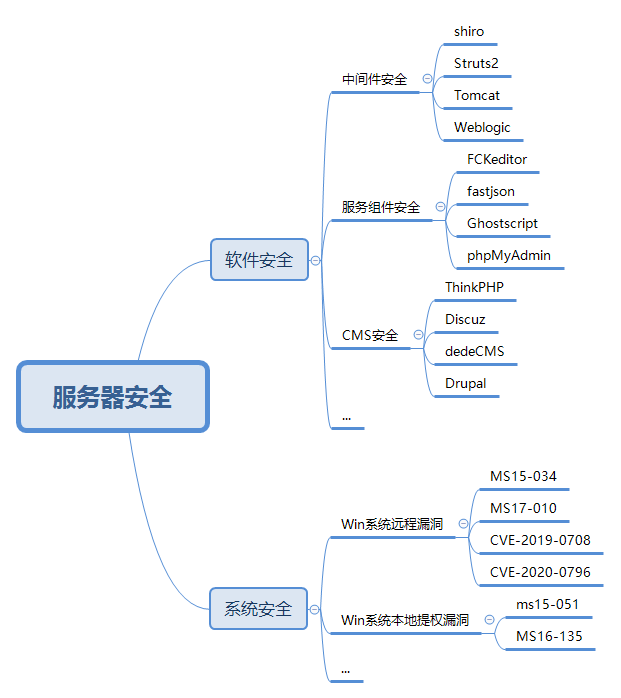 服务器安全
软件安全
中间件安全
shiro
Struts2
Tomcat
Weblogic
服务组件安全
FCKeditor
fastjson
Ghostscript
phpMyAdmin
CMS安全
ThinkPHP
Discuz
dedeCMS
Drupal
...
系统安全
Win系统远程漏洞
MS15-034
MS17-010
CVE-2019-0708
CVE-2020-0796
Win系统本地提权漏洞
ms15-051
MS16-135
...